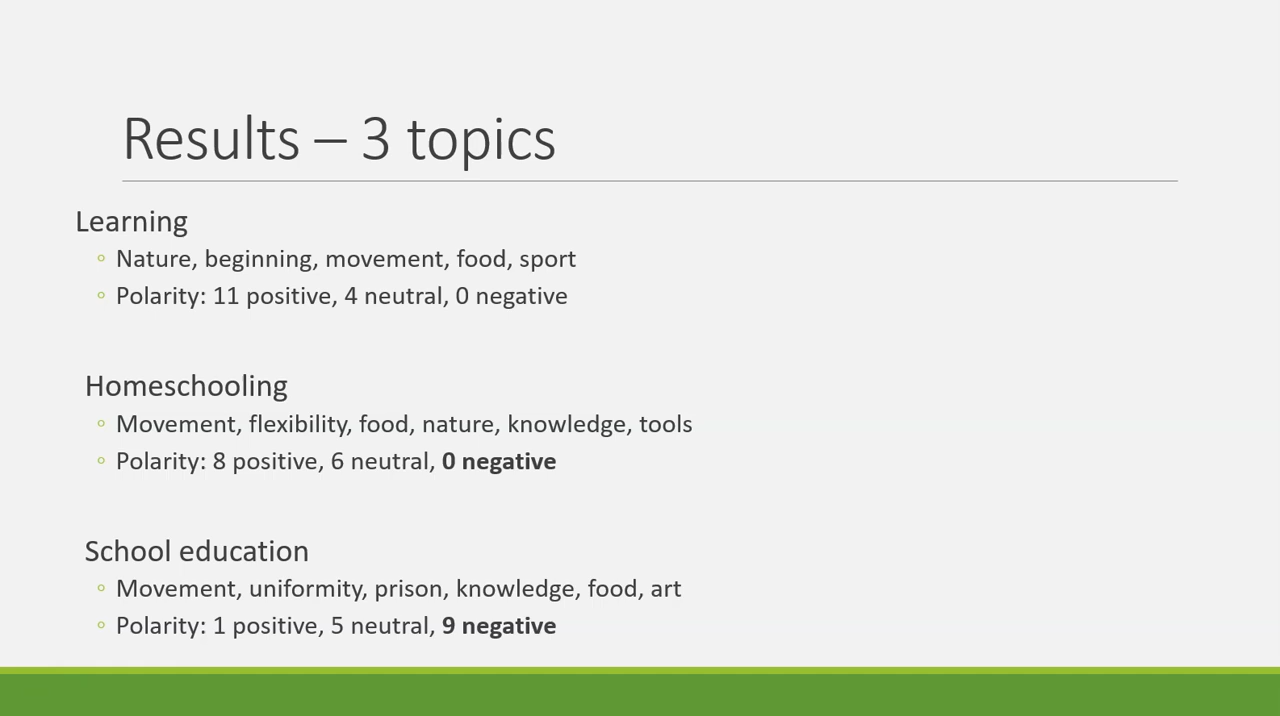 Results – 3 topics
Learning
◦ Nature, beginning, movement, food, sport
◦ Polarity: 11 positive, 4 neutral, 0 negative
Homeschooling
◦ Movement, flexibility, food, nature, knowledge, tools
◦ Polarity: 8 positive, 6 neutral, 0 negative
School education
◦ Movement, uniformity, prison, knowledge, food, art
◦ Polarity: 1 positive, 5 neutral, 9 negative